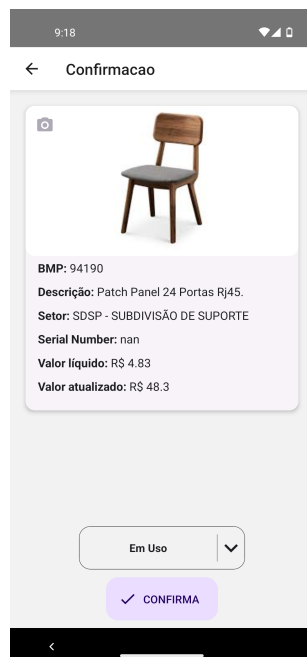 9:18
Confirmacao
BMP: 94190
Descrição: Patch Panel 24 Portas Rj45.
Setor: SDSP - SUBDIVISÃO DE SUPORTE
Serial Number: nan
Valor líquido: R$ 4.83
Valor atualizado: R$ 48.3
Em Uso
CONFIRMA